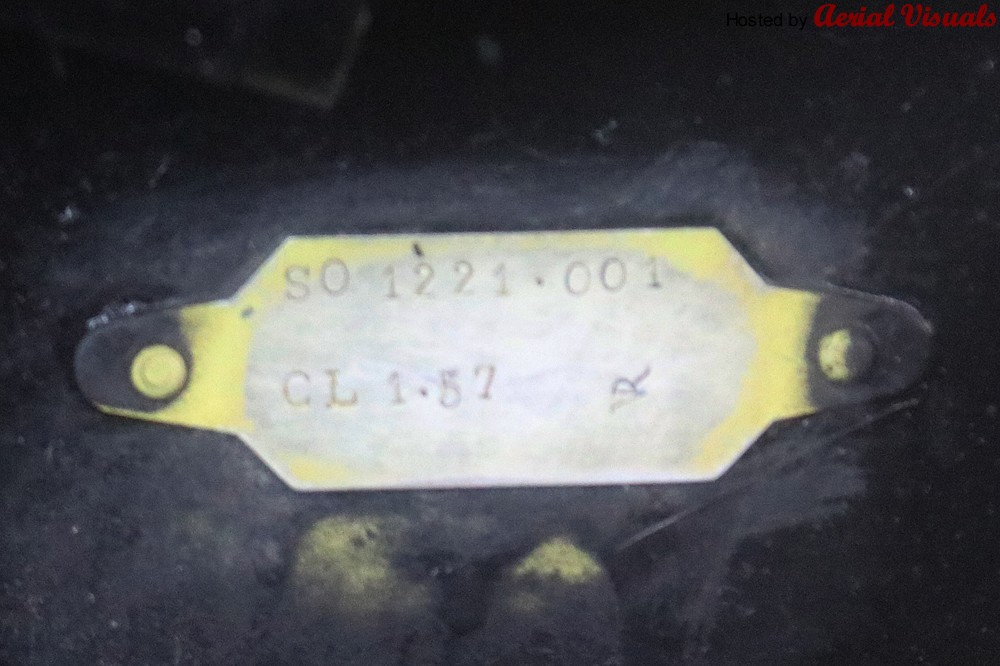 Hosted by Aerial Visuals
SO 1221·001
CL 1·57 R